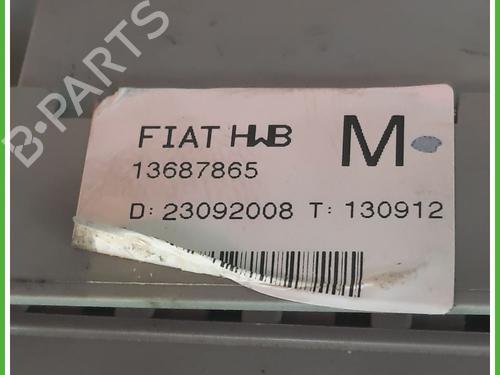 B-PARTS
FIAT HWB M
13687865
D: 23092008 T: 130912